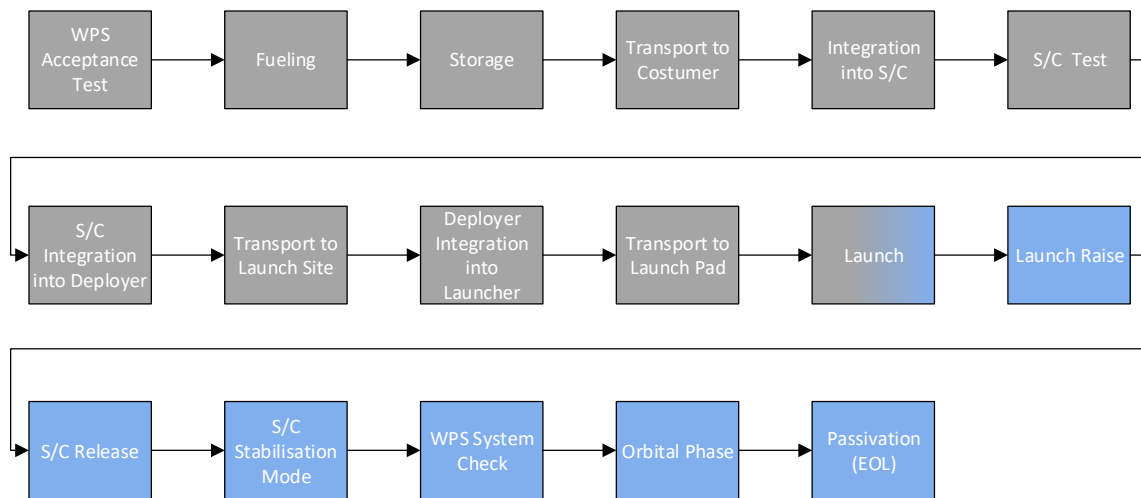 WPS
Acceptance
Test
Fueling
Storage
Transport to
Costumer
Integration
into S/C
S/C Test
S/C
Integration
into Deployer
Transport to
Launch Site
Deployer
Integration
into
Launcher
Transport to
Launch Pad
Launch
Launch Raise
S/C Release
S/C
Stabilisation
Mode
WPS System
Check
Orbital Phase
Passivation
(EOL)